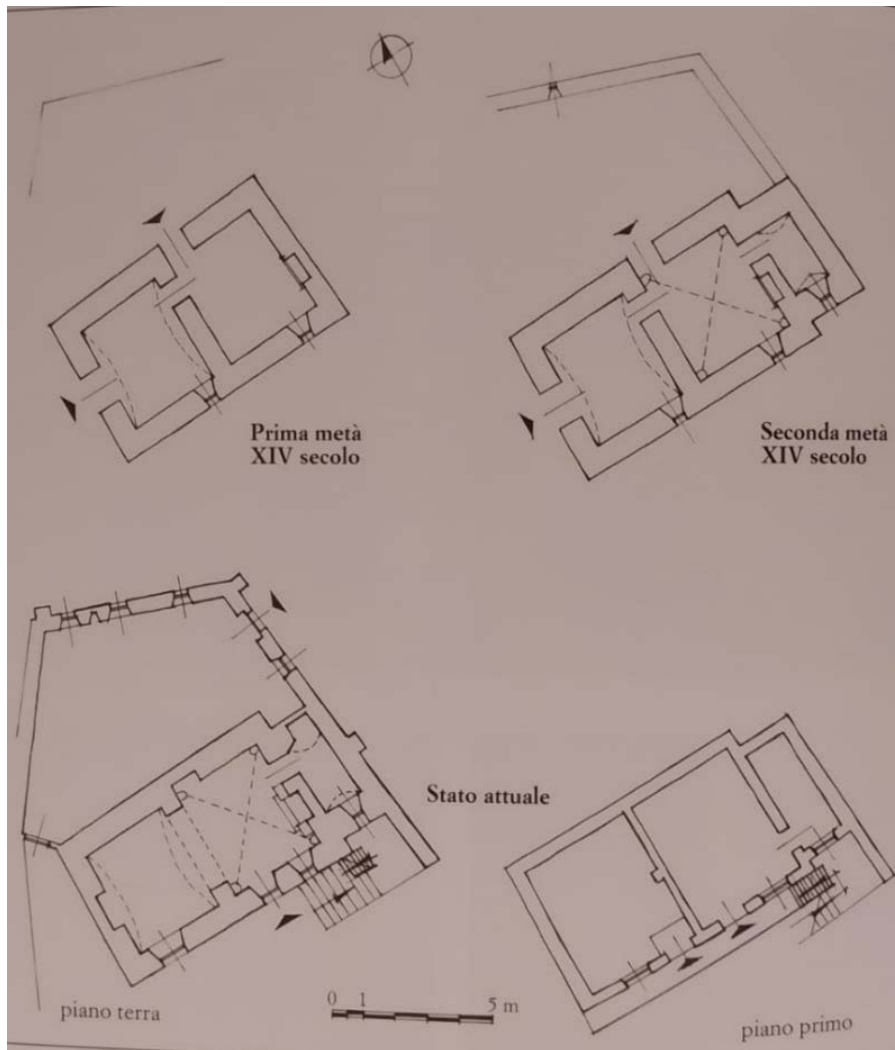 Prima metà
XIV secolo
Seconda metà
XIV secolo
Stato attuale
piano terra
0 1 5 m
piano primo